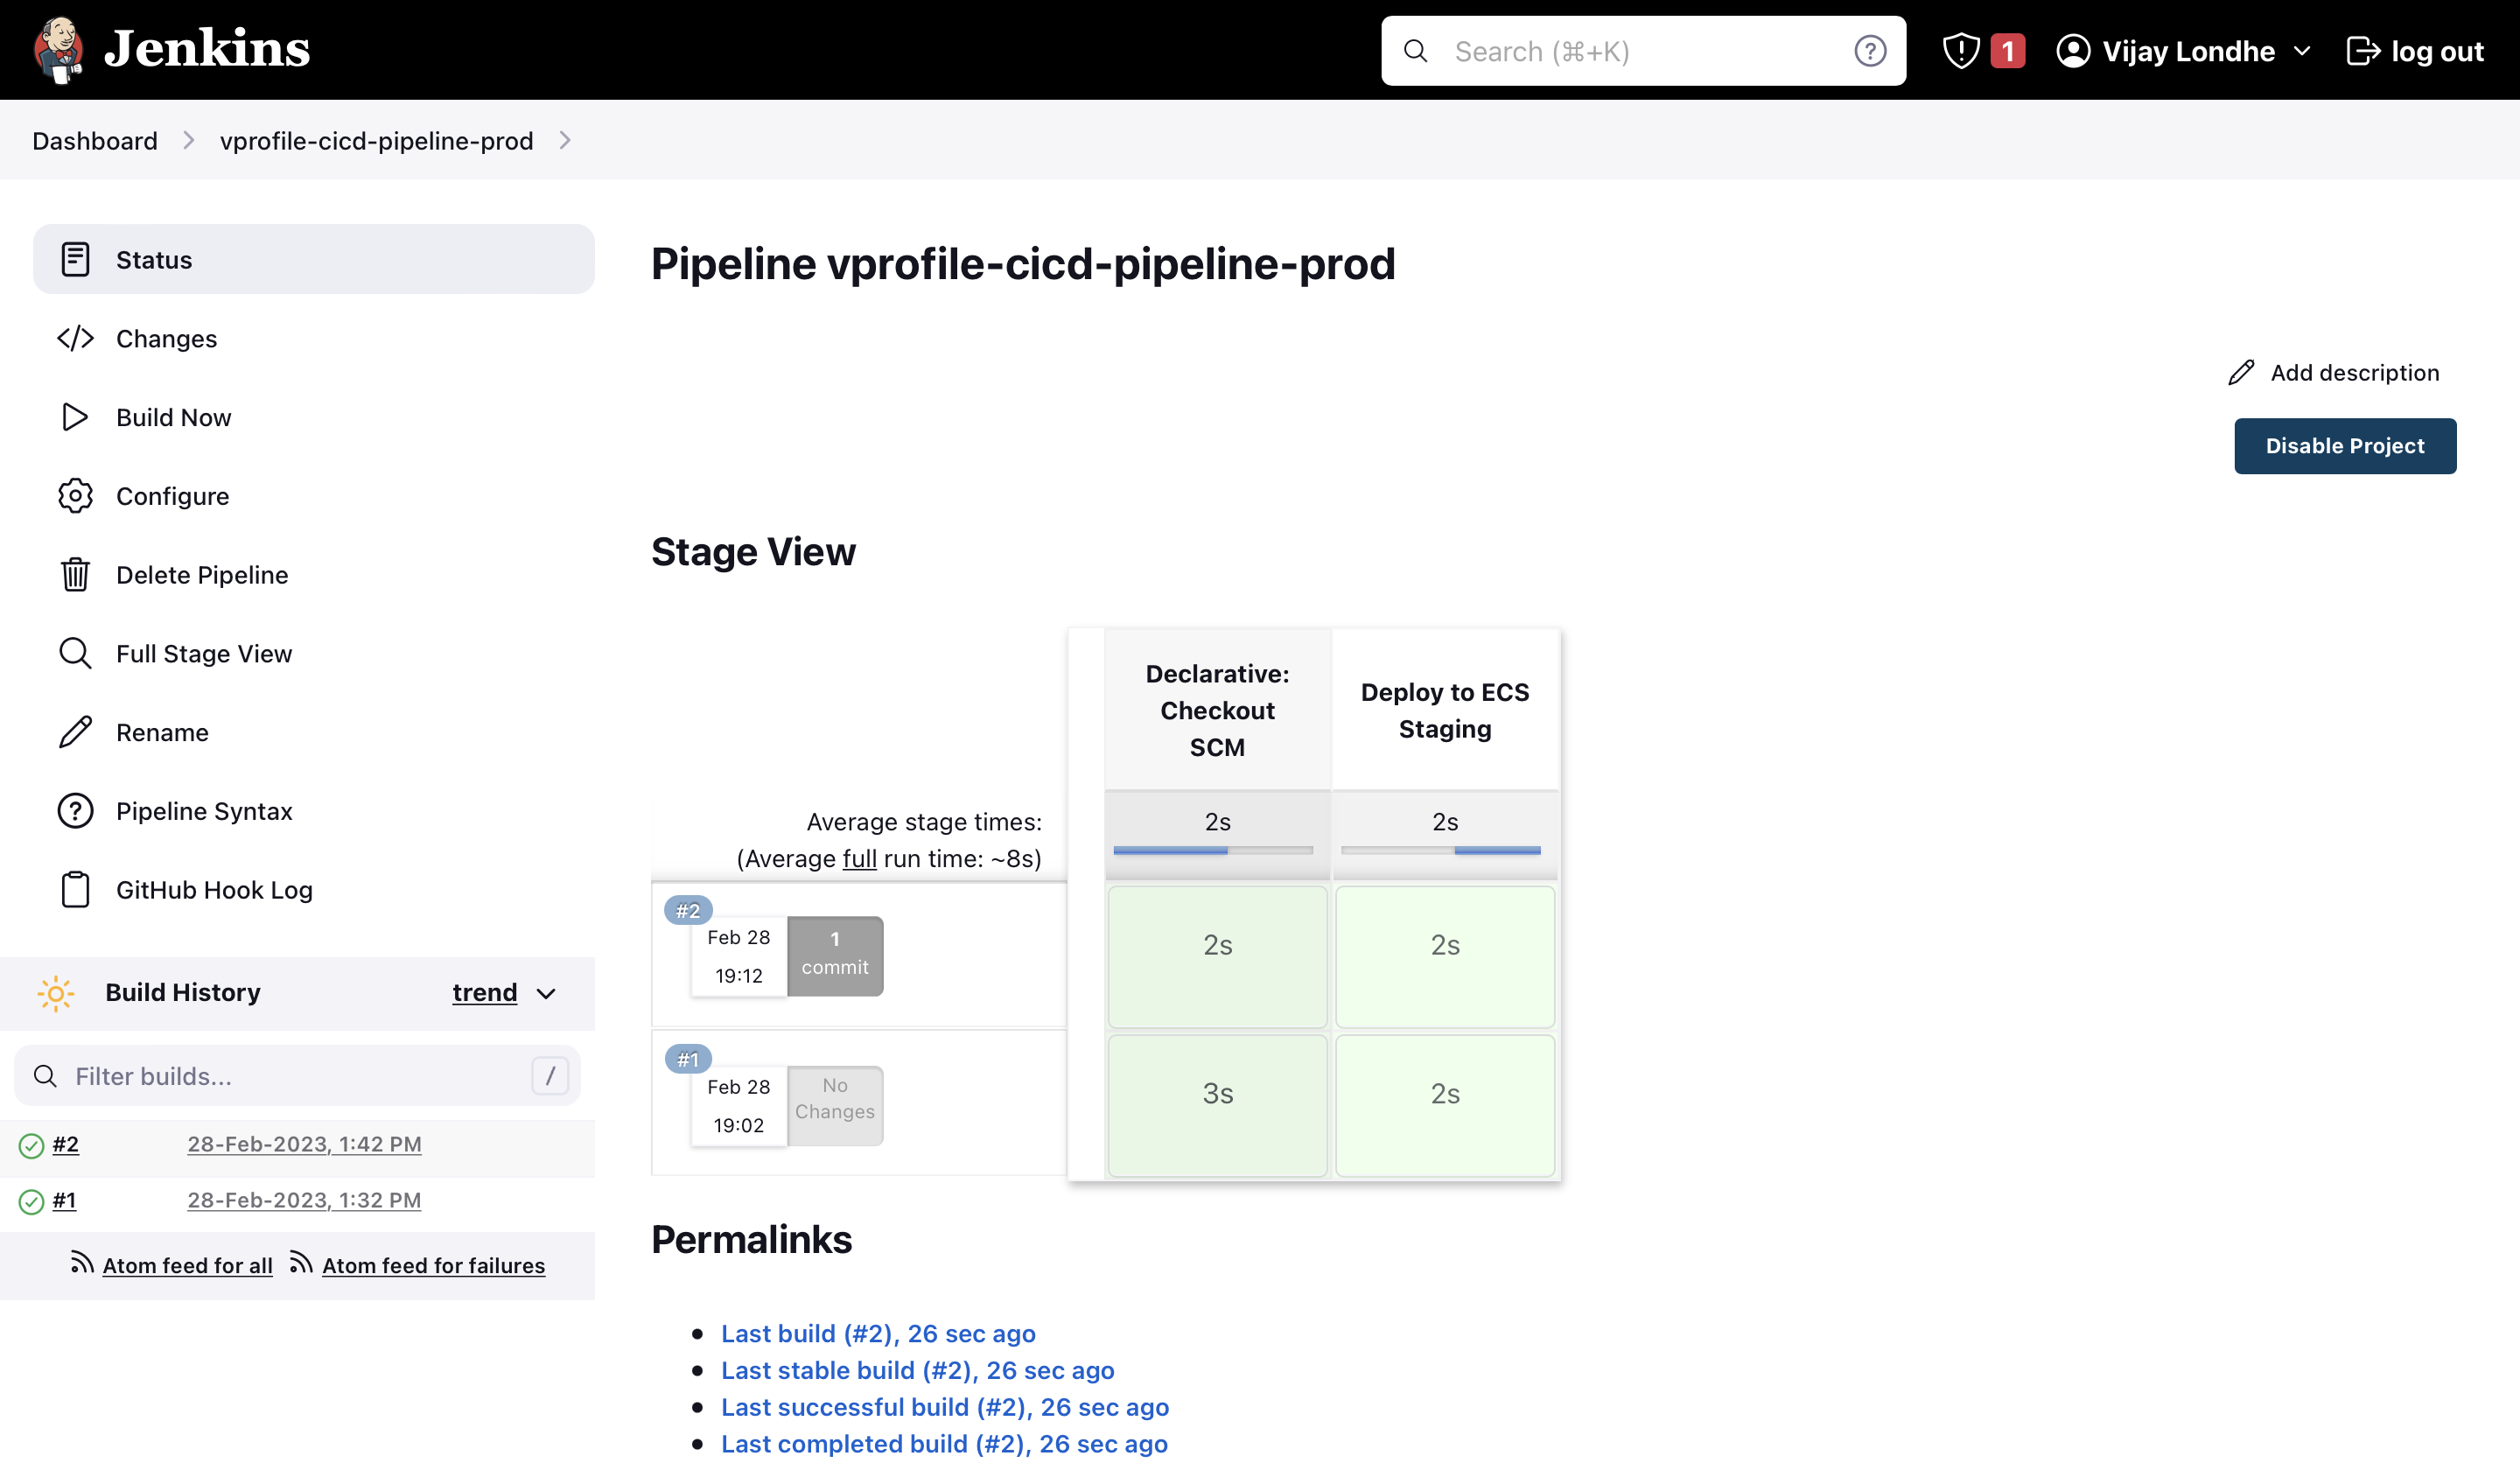 Jenkins
Search (⌘+K)
1
Vijay Londhe
log out
Dashboard
vprofile-cicd-pipeline-prod
Status
Changes
Build Now
Configure
Delete Pipeline
Full Stage View
Rename
Pipeline Syntax
GitHub Hook Log
Build History
trend
Filter builds...
/
#2
28-Feb-2023, 1:42 PM
#1
28-Feb-2023, 1:32 PM
Atom feed for all
Atom feed for failures
Pipeline vprofile-cicd-pipeline-prod
Add description
Disable Project
Stage View
Declarative:
Checkout
SCM
Deploy to ECS
Staging
Average stage times:
(Average full run time: ~8s)
2s
2s
#2
Feb 28
19:12
1
commit
2s
2s
#1
Feb 28
19:02
No
Changes
3s
2s
Permalinks
Last build (#2), 26 sec ago
Last stable build (#2), 26 sec ago
Last successful build (#2), 26 sec ago
Last completed build (#2), 26 sec ago